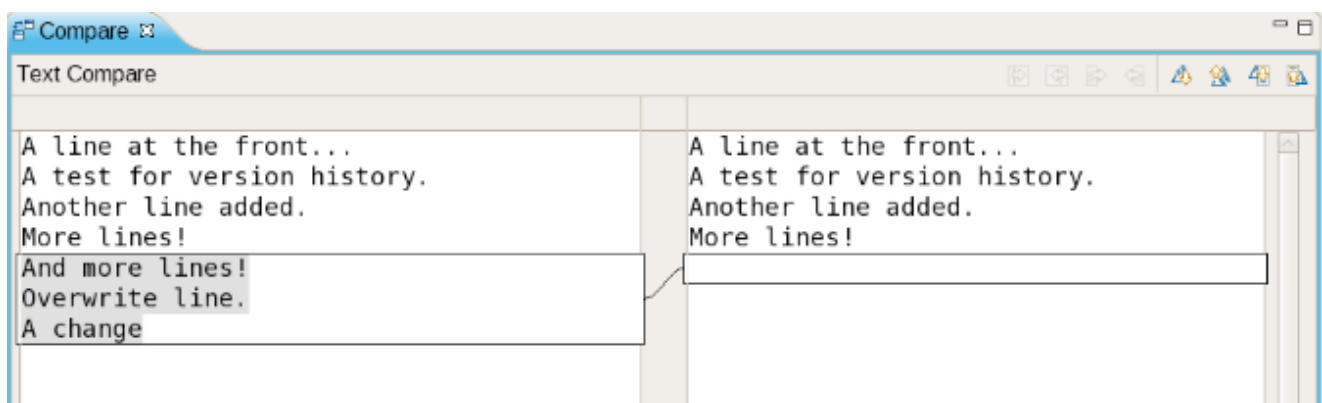 Compare
Text Compare
A line at the front...
A test for version history.
Another line added.
More lines!
And more lines!
Overwrite line.
A change
A line at the front...
A test for version history.
Another line added.
More lines!